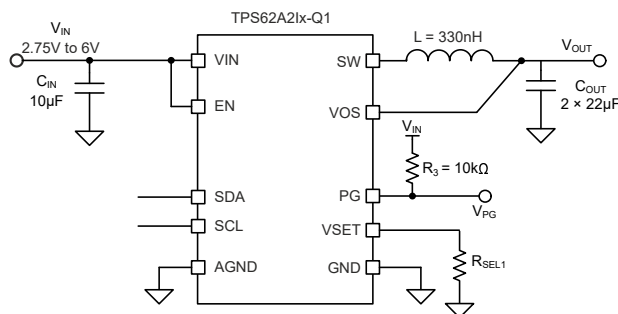 TPS62A2Ix-Q1
VIN
2.75V to 6V
CIN
10µF
VIN
EN
SDA
SCL
AGND
SW
VOS
PG
VSET
GND
L = 330nH
VOUT
COUT
2 × 22µF
VIN
R3 = 10kΩ
VPG
RSEL1